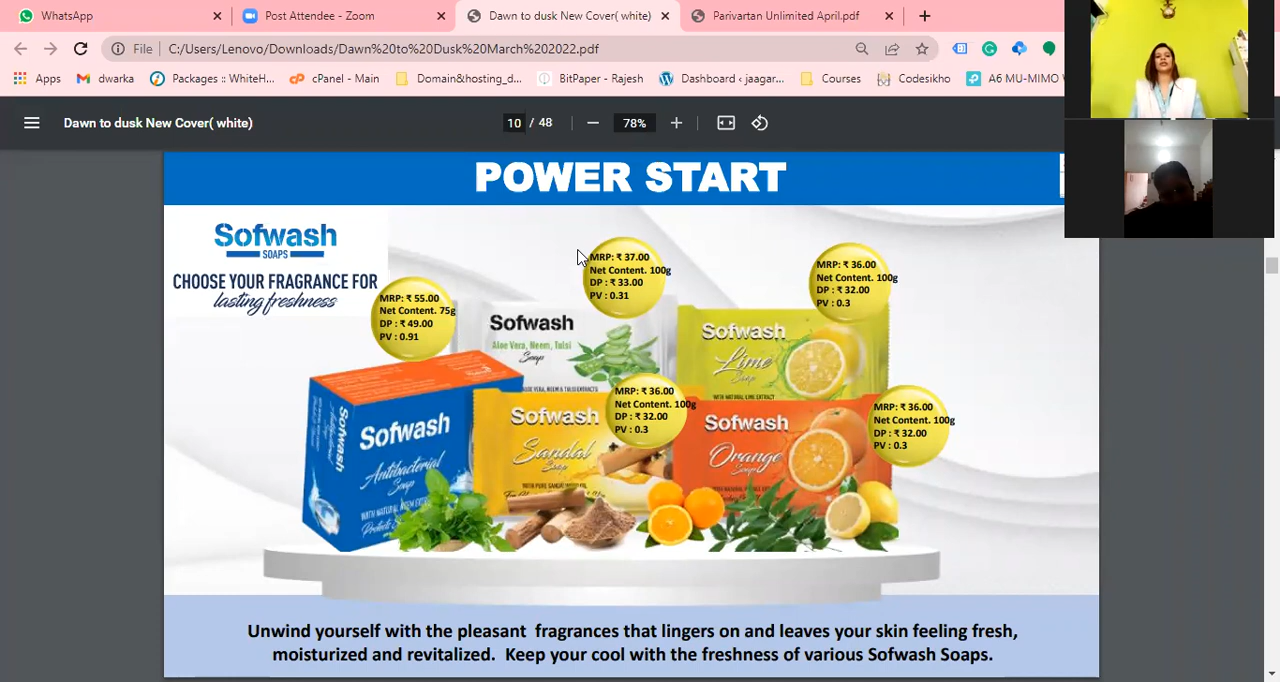 WhatsApp
Post Attendee - Zoom
Dawn to dusk New Cover( white)
Parivartan Unlimited April.pdf
File
C:/Users/Lenovo/Downloads/Dawn%20to%20Dusk%20March%202022.pdf
Apps
dwarka
Packages :: WhiteH...
cPanel - Main
Domain&hosting_d...
BitPaper - Rajesh
Dashboard ‹ jaagar...
Courses
Codesikho
A6 MU-MIMO
Dawn to dusk New Cover( white)
10 / 48
78%
POWER START
Sofwash
SOAPS
CHOOSE YOUR FRAGRANCE FOR
lasting freshness
MRP: ₹ 55.00
Net Content. 75g
DP : ₹ 49.00
PV : 0.91
MRP: ₹ 37.00
Net Content. 100g
DP : ₹ 33.00
PV : 0.31
MRP: ₹ 36.00
Net Content. 100g
DP : ₹ 32.00
PV : 0.3
Sofwash
Aloe Vera, Neem, Tulsi
Soap
Sofwash
Lime
Soap
WITH NATURAL LIME EXTRACT
MRP: ₹ 36.00
Net Content. 100g
DP : ₹ 32.00
PV : 0.3
MRP: ₹ 36.00
Net Content. 100g
DP : ₹ 32.00
PV : 0.3
Sofwash
Sofwash
Antibacterial
Soap
Sofwash
Sandal
Soap
Sofwash
Orange
Soap
Unwind yourself with the pleasant fragrances that lingers on and leaves your skin feeling fresh,
moisturized and revitalized. Keep your cool with the freshness of various Sofwash Soaps.